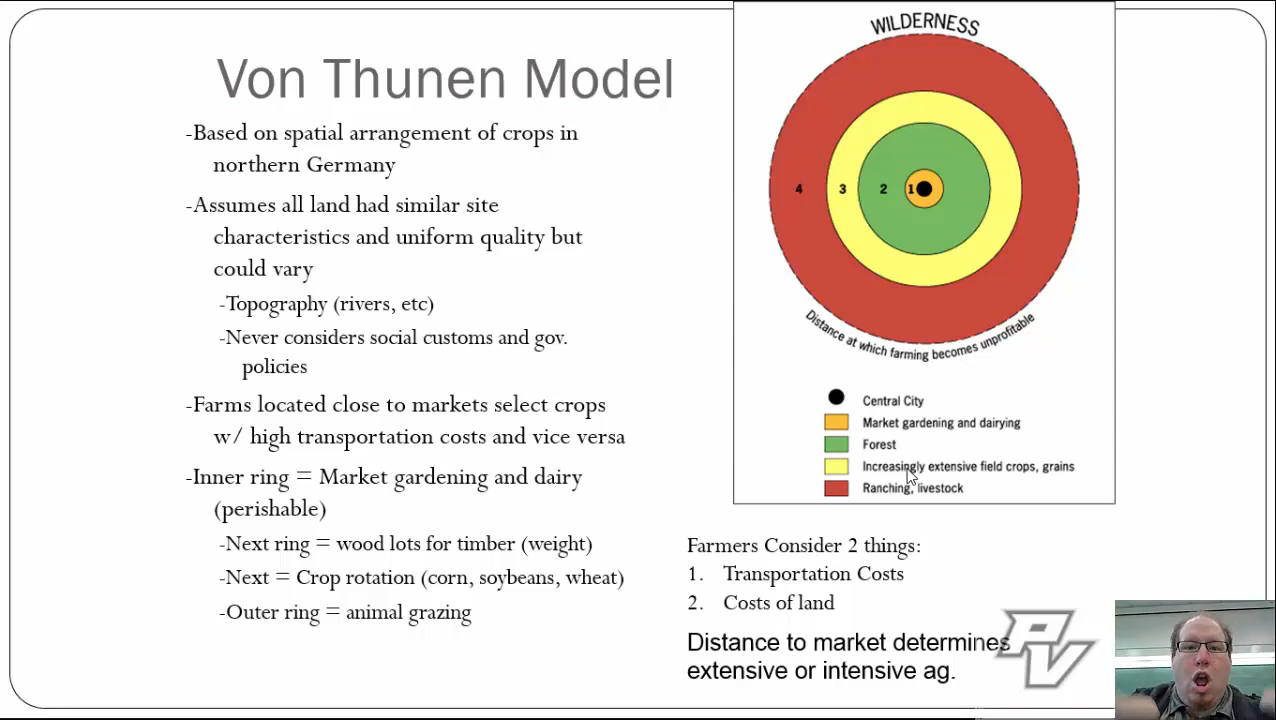 Von Thunen Model
-Based on spatial arrangement of crops in
northern Germany
-Assumes all land had similar site
characteristics and uniform quality but
could vary
-Topography (rivers, etc)
-Never considers social customs and gov.
policies
-Farms located close to markets select crops
w/ high transportation costs and vice versa
-Inner ring = Market gardening and dairy
(perishable)
-Next ring = wood lots for timber (weight)
-Next = Crop rotation (corn, soybeans, wheat)
-Outer ring = animal grazing
WILDERNESS
4 3 2 1
Distance at which farming becomes unprofitable
Central City
Market gardening and dairying
Forest
Increasingly extensive field crops, grains
Ranching, livestock
Farmers Consider 2 things:
1. Transportation Costs
2. Costs of land
Distance to market determines
extensive or intensive ag.
PV